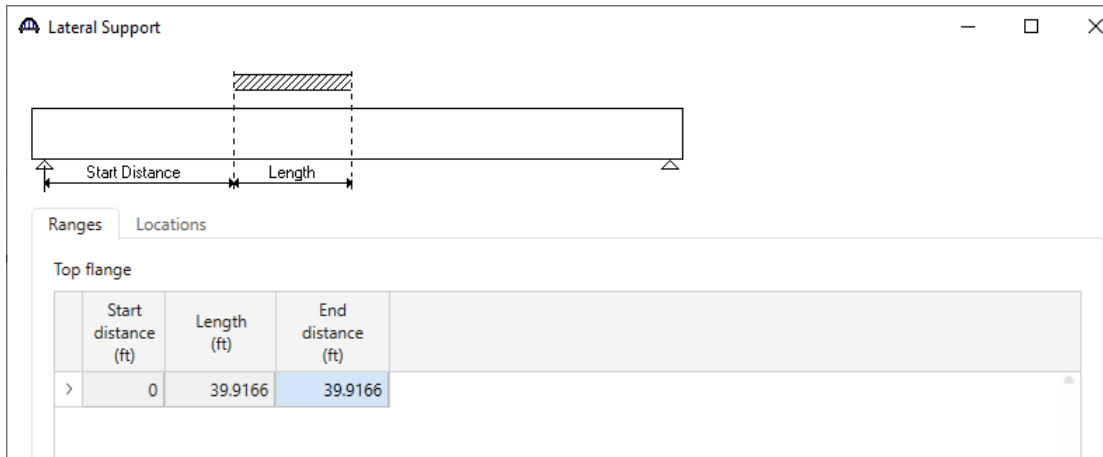 Lateral Support
Start Distance Length
Ranges Locations
Top flange
Start distance (ft) Length (ft) End distance (ft)
0 39.9166 39.9166